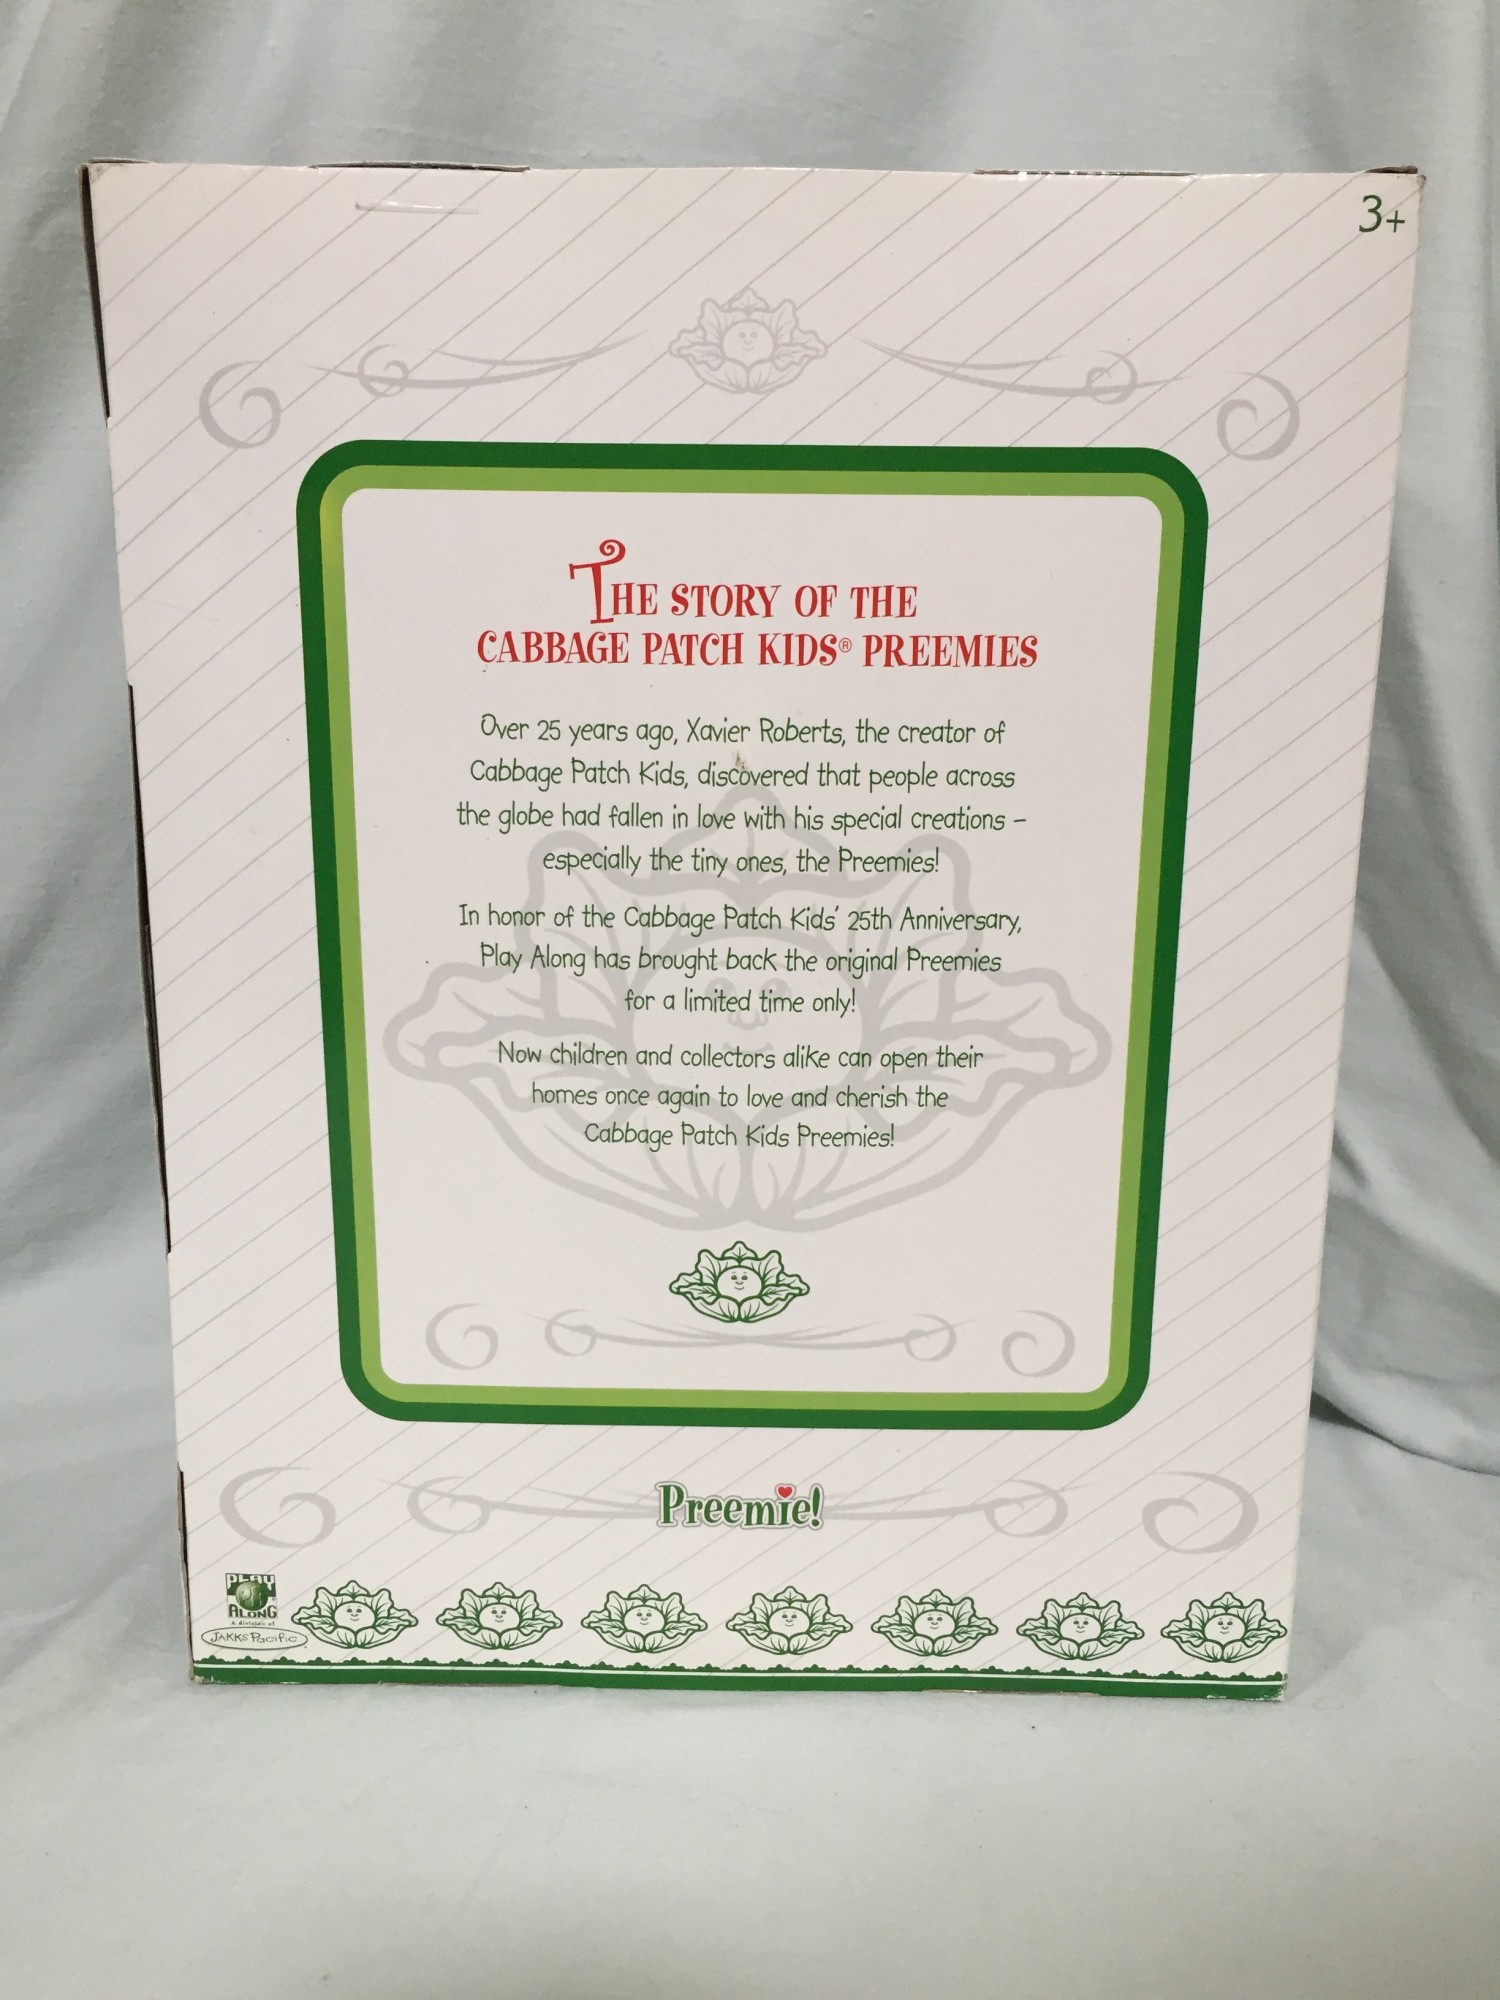 3+
THE STORY OF THE
CABBAGE PATCH KIDS® PREEMIES
Over 25 years ago, Xavier Roberts, the creator of
Cabbage Patch Kids, discovered that people across
the globe had fallen in love with his special creations –
especially the tiny ones, the Preemies!
In honor of the Cabbage Patch Kids' 25th Anniversary,
Play Along has brought back the original Preemies
for a limited time only!
Now children and collectors alike can open their
homes once again to love and cherish the
Cabbage Patch Kids Preemies!
Preemie!
PLAY
ALONG
A division of
JAKKS Pacific